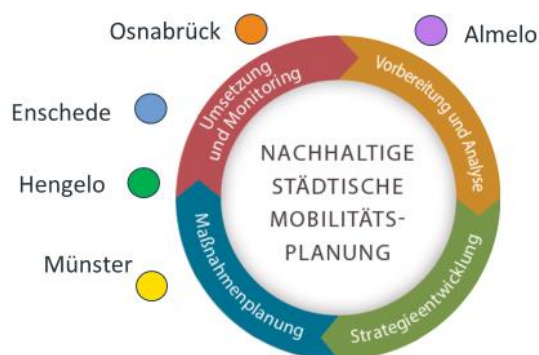 Osnabrück
Almelo
Enschede
Hengelo
Münster
Umsetzung
und Monitoring
Vorbereitung und Analyse
Strategieentwicklung
Maßnahmenplanung
NACHHALTIGE
STÄDTISCHE
MOBILITÄTS-
PLANUNG